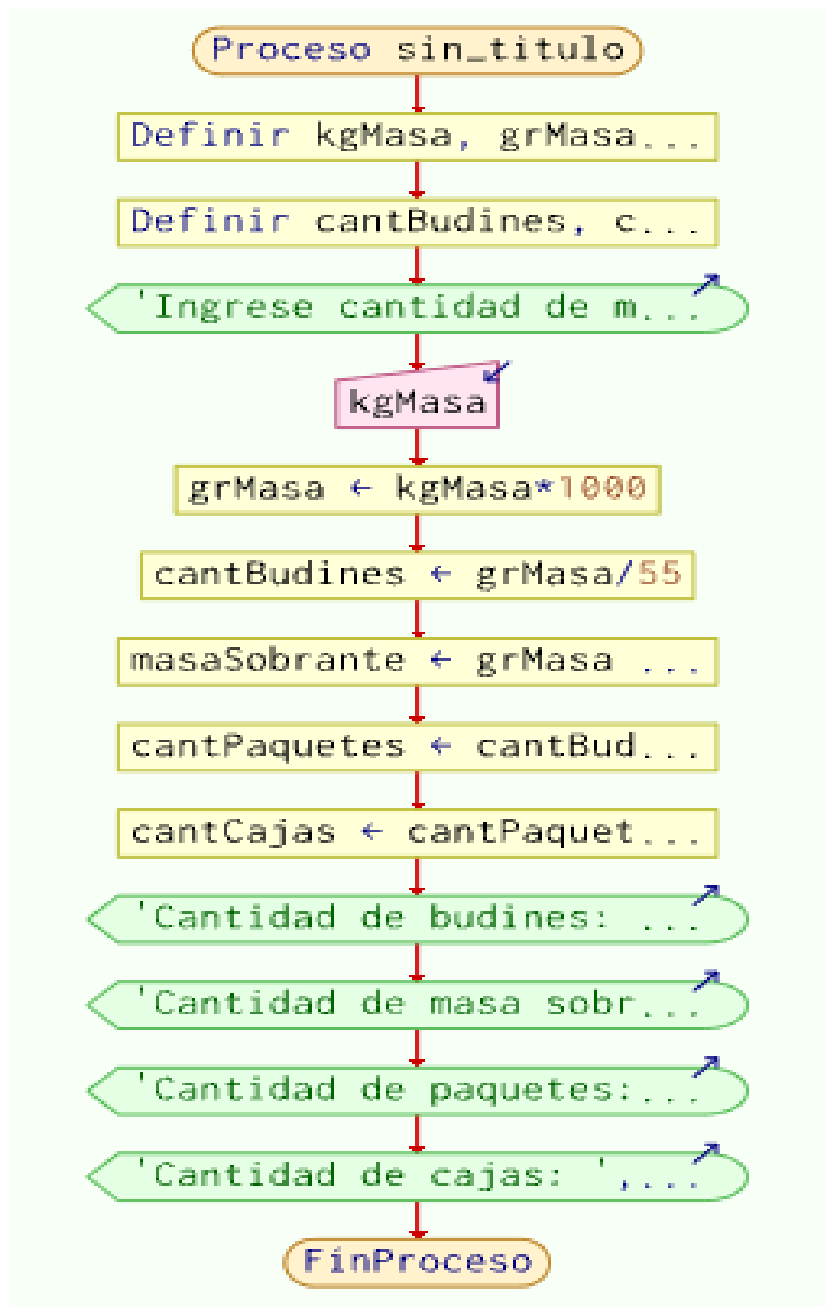 Proceso sin_titulo
Definir kgMasa, grMasa...
Definir cantBudines, c...
'Ingrese cantidad de m...
kgMasa
grMasa ← kgMasa*1000
cantBudines ← grMasa/55
masaSobrante ← grMasa ...
cantPaquetes ← cantBud...
cantCajas ← cantPaquet...
'Cantidad de budines: ...
'Cantidad de masa sobr...
'Cantidad de paquetes:...
'Cantidad de cajas: ',...
FinProceso